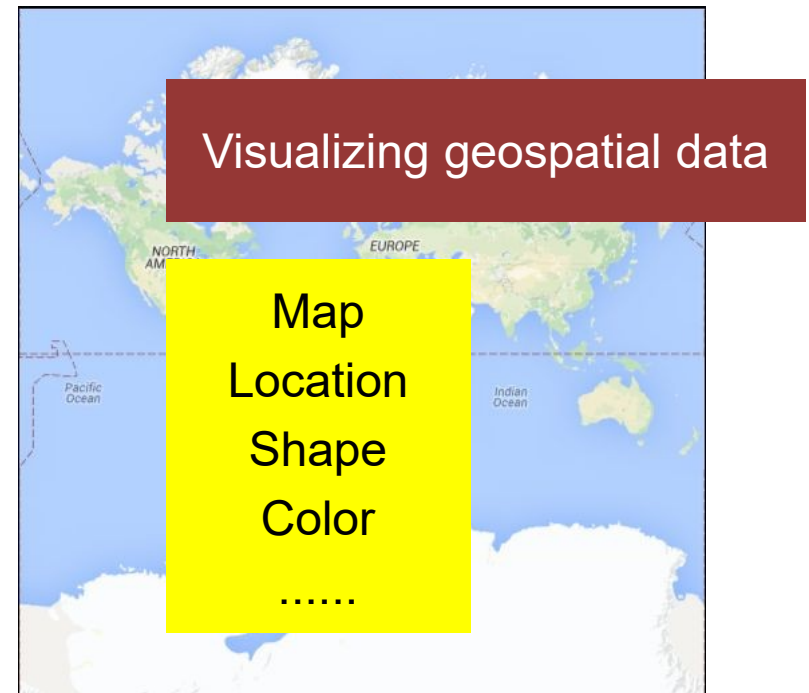 Visualizing geospatial data
NORTH
AM
EUROPE
Map
Location
Shape
Color
......
Pacific
Ocean
Indian
Ocean